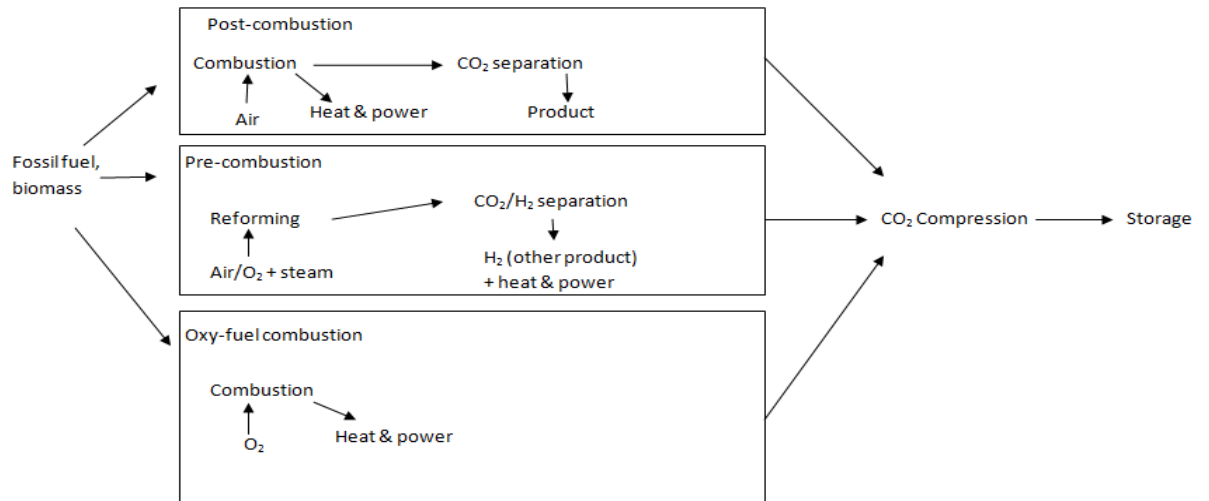 Post-combustion
Combustion
CO₂ separation
Air
Heat & power
Product
Fossil fuel,
biomass
Pre-combustion
Reforming
CO₂/H₂ separation
Air/O₂ + steam
H₂ (other product)
+ heat & power
CO₂ Compression
Storage
Oxy-fuel combustion
Combustion
O₂
Heat & power